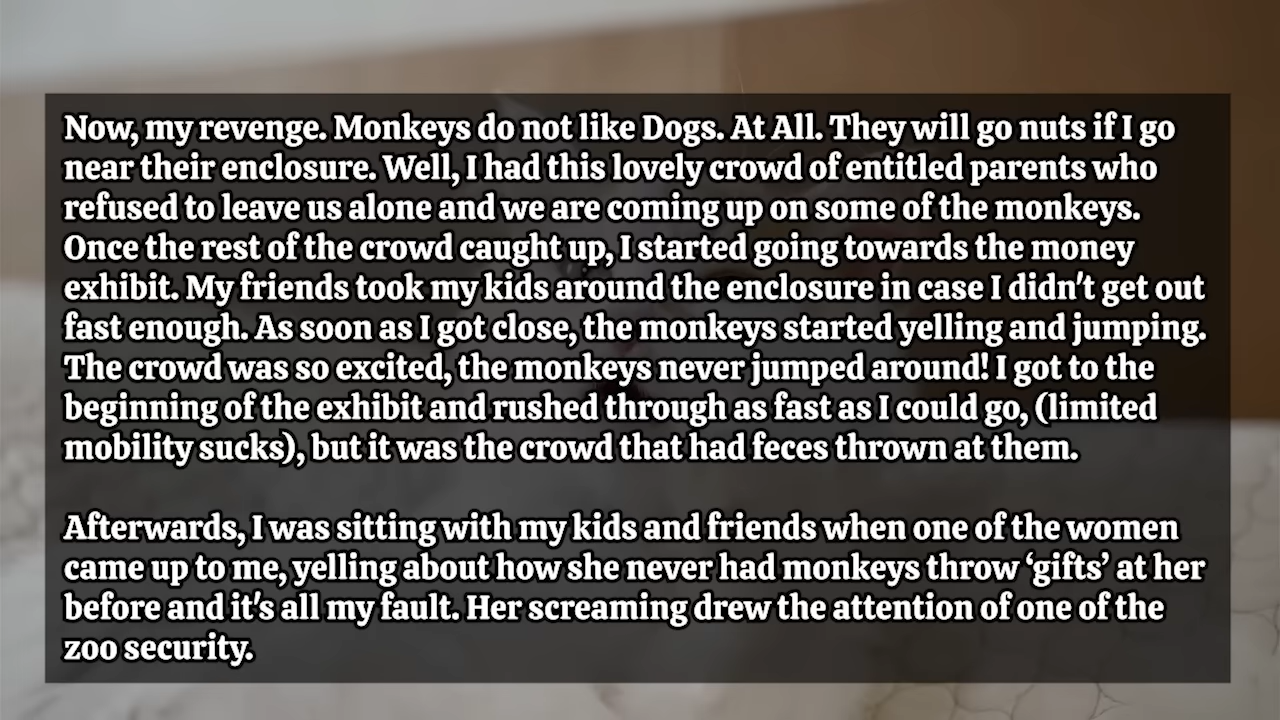 Now, my revenge. Monkeys do not like Dogs. At All. They will go nuts if I go
near their enclosure. Well, I had this lovely crowd of entitled parents who
refused to leave us alone and we are coming up on some of the monkeys.
Once the rest of the crowd caught up, I started going towards the money
exhibit. My friends took my kids around the enclosure in case I didn't get out
fast enough. As soon as I got close, the monkeys started yelling and jumping.
The crowd was so excited, the monkeys never jumped around! I got to the
beginning of the exhibit and rushed through as fast as I could go, (limited
mobility sucks), but it was the crowd that had feces thrown at them.
Afterwards, I was sitting with my kids and friends when one of the women
came up to me, yelling about how she never had monkeys throw ‘gifts’ at her
before and it's all my fault. Her screaming drew the attention of one of the
zoo security.